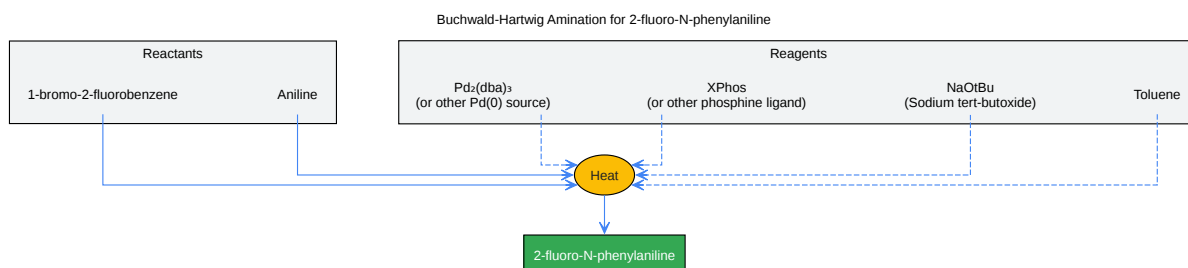 Buchwald-Hartwig Amination for 2-fluoro-N-phenylaniline
Reactants
Reagents
1-bromo-2-fluorobenzene
Aniline
Pd₂(dba)₃
(or other Pd(0) source)
XPhos
(or other phosphine ligand)
NaOtBu
(Sodium tert-butoxide)
Toluene
Heat
2-fluoro-N-phenylaniline